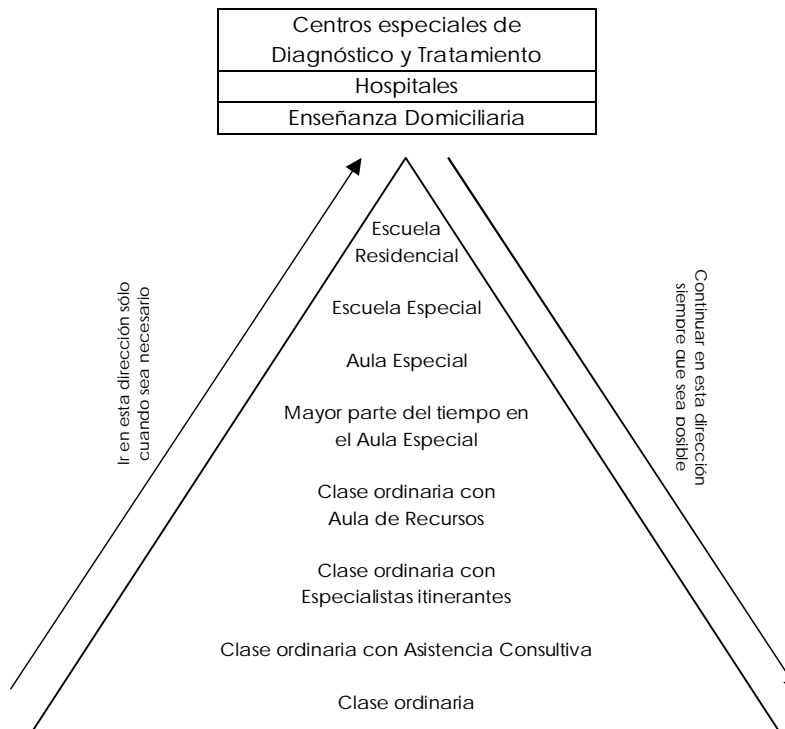 Centros especiales de
Diagnóstico y Tratamiento
Hospitales
Enseñanza Domiciliaria
Escuela
Residencial
Escuela Especial
Aula Especial
Mayor parte del tiempo en
el Aula Especial
Clase ordinaria con
Aula de Recursos
Clase ordinaria con
Especialistas itinerantes
Clase ordinaria con Asistencia Consultiva
Clase ordinaria
Ir en esta dirección sólo
cuando sea necesario
Continuar en esta dirección
siempre que sea posible